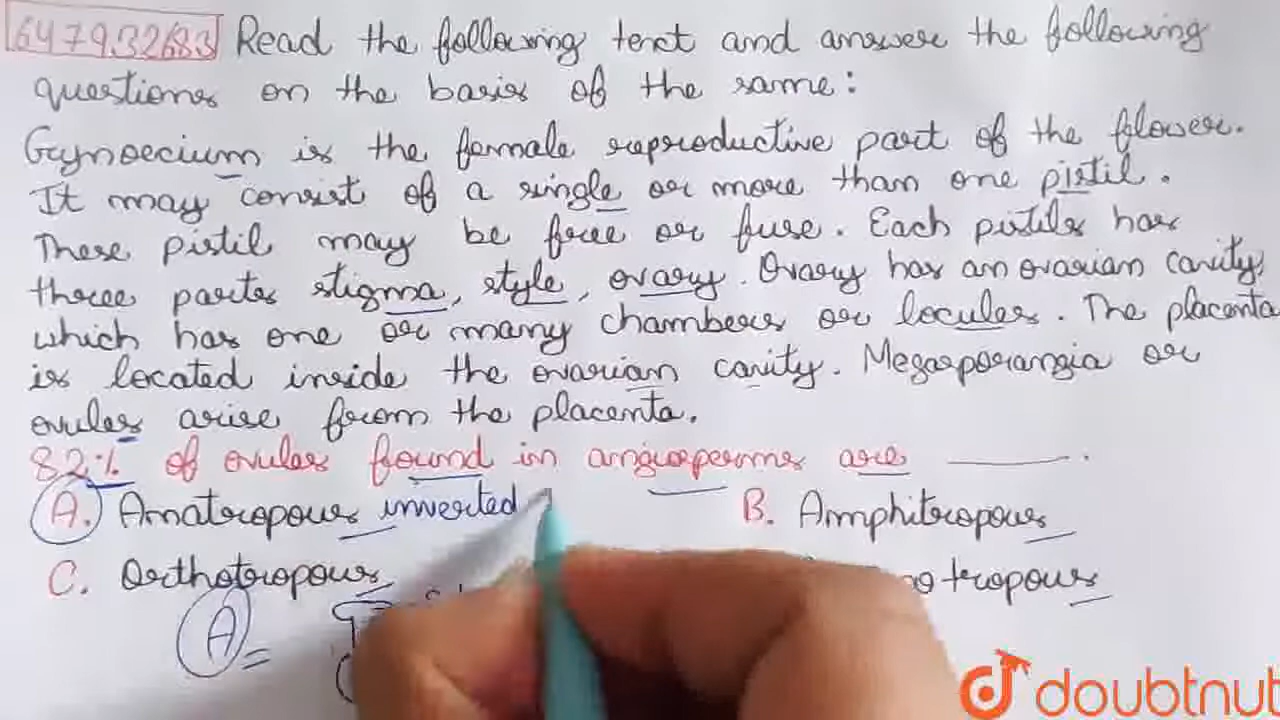 647932683 Read the following text and answer the following
questions on the basis of the same:
Gynoecium is the female reproductive part of the flower.
It may consist of a single or more than one pistil.
These pistil may be free or fuse. Each pistils has
three parts stigma, style, ovary. Ovary has an ovarian cavity,
which has one or many chambers or locules. The placenta
is located inside the ovarian cavity. Megasporangia or
ovules arise from the placenta.
82% of ovules found in angiosperms are ———.
A. Anatropous inverted B. Amphitropous
C. Orthotropous tropous
A=
doubtnut